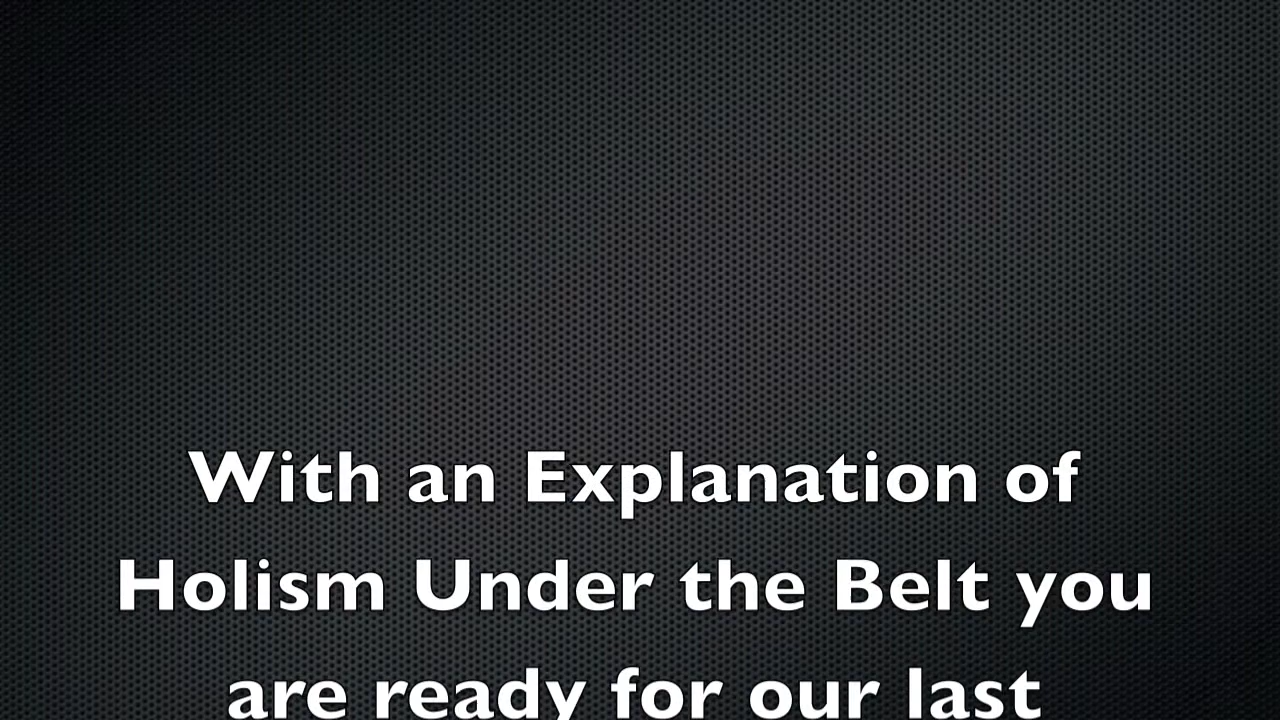 With an Explanation of
Holism Under the Belt you
are ready for our last